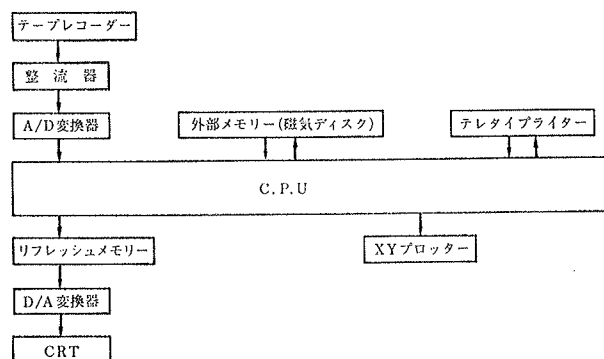 テープレコーダー
整流器
A/D変換器
外部メモリー(磁気ディスク)
テレタイプライター
C.P.U
リフレッシュメモリー
XYプロッター
D/A変換器
CRT